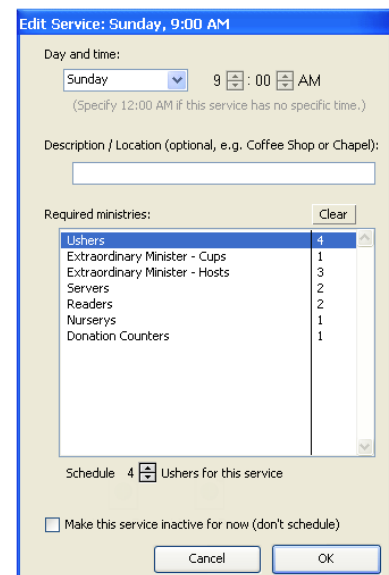 Edit Service: Sunday, 9:00 AM
Day and time:
Sunday 9 : 00 AM
(Specify 12:00 AM if this service has no specific time.)
Description / Location (optional, e.g. Coffee Shop or Chapel):
Required ministries: Clear
Ushers 4
Extraordinary Minister - Cups 1
Extraordinary Minister - Hosts 3
Servers 2
Readers 2
Nurserys 1
Donation Counters 1
Schedule 4 Ushers for this service
Make this service inactive for now (don't schedule)
Cancel OK